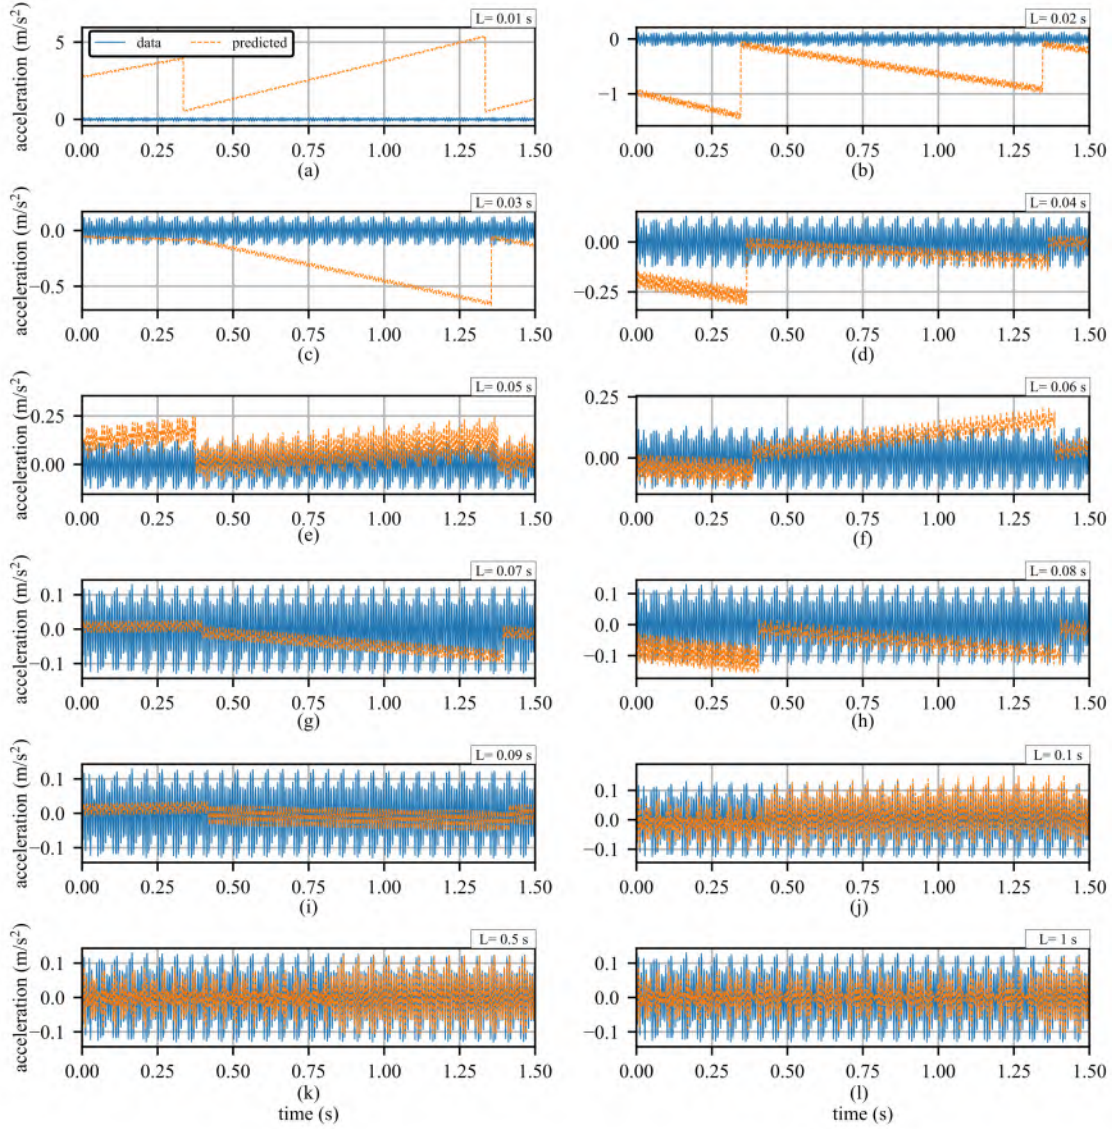 L= 0.01 s
L= 0.02 s
acceleration (m/s²)
data predicted
5
0
0
−1
0.00 0.25 0.50 0.75 1.00 1.25 1.50
0.00 0.25 0.50 0.75 1.00 1.25 1.50
(a)
(b)
L= 0.03 s
L= 0.04 s
acceleration (m/s²)
0.0
−0.5
0.00
−0.25
0.00 0.25 0.50 0.75 1.00 1.25 1.50
0.00 0.25 0.50 0.75 1.00 1.25 1.50
(c)
(d)
L= 0.05 s
L= 0.06 s
acceleration (m/s²)
0.25
0.00
0.25
0.00
0.00 0.25 0.50 0.75 1.00 1.25 1.50
0.00 0.25 0.50 0.75 1.00 1.25 1.50
(e)
(f)
L= 0.07 s
L= 0.08 s
acceleration (m/s²)
0.1
0.0
−0.1
0.1
0.0
−0.1
0.00 0.25 0.50 0.75 1.00 1.25 1.50
0.00 0.25 0.50 0.75 1.00 1.25 1.50
(g)
(h)
L= 0.09 s
L= 0.1 s
acceleration (m/s²)
0.1
0.0
−0.1
0.1
0.0
−0.1
0.00 0.25 0.50 0.75 1.00 1.25 1.50
0.00 0.25 0.50 0.75 1.00 1.25 1.50
(i)
(j)
L= 0.5 s
L= 1 s
acceleration (m/s²)
0.1
0.0
−0.1
0.1
0.0
−0.1
0.00 0.25 0.50 0.75 1.00 1.25 1.50
0.00 0.25 0.50 0.75 1.00 1.25 1.50
(k)
(l)
time (s)
time (s)